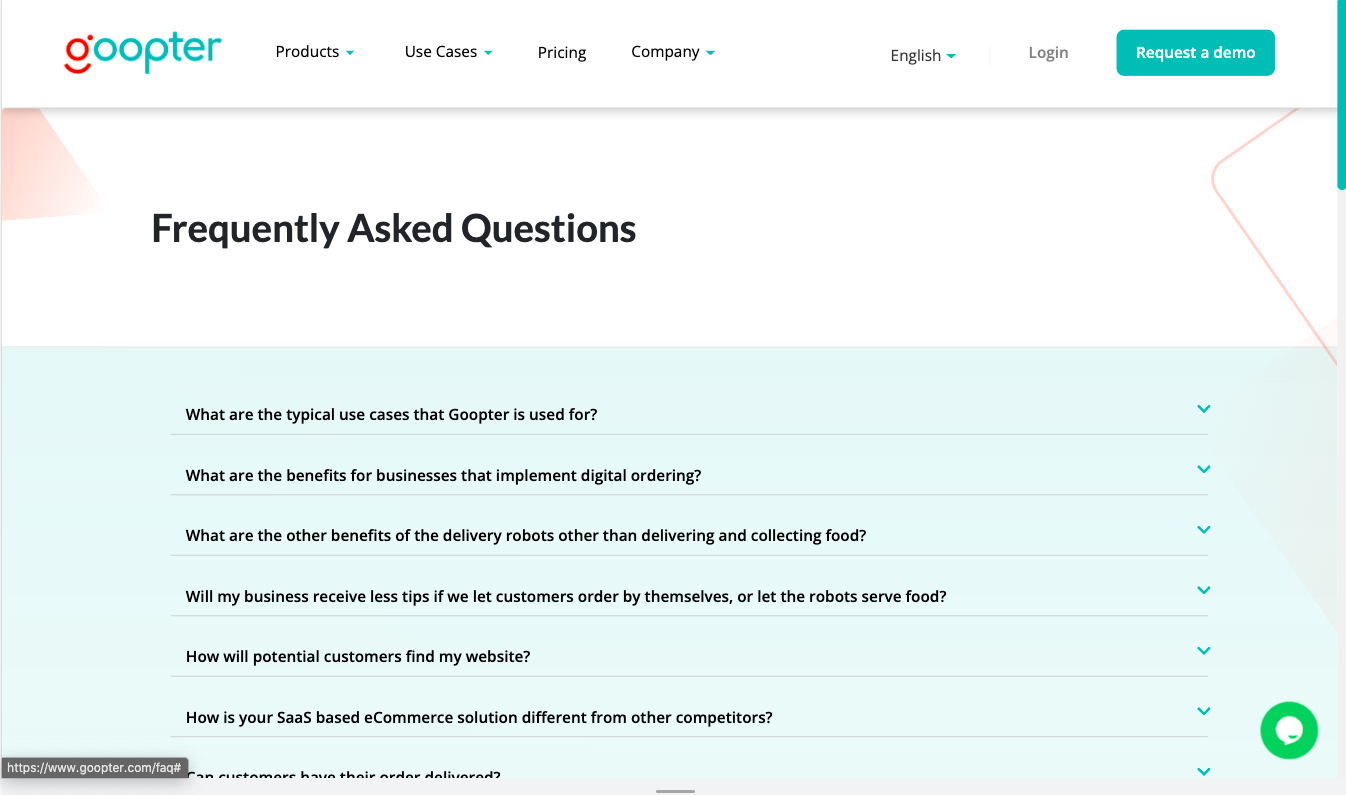 goopter
Products
Use Cases
Pricing
Company
English
Login
Request a demo
Frequently Asked Questions
What are the typical use cases that Goopter is used for?
What are the benefits for businesses that implement digital ordering?
What are the other benefits of the delivery robots other than delivering and collecting food?
Will my business receive less tips if we let customers order by themselves, or let the robots serve food?
How will potential customers find my website?
How is your SaaS based eCommerce solution different from other competitors?
Can customers have their order delivered?
https://www.goopter.com/faq#